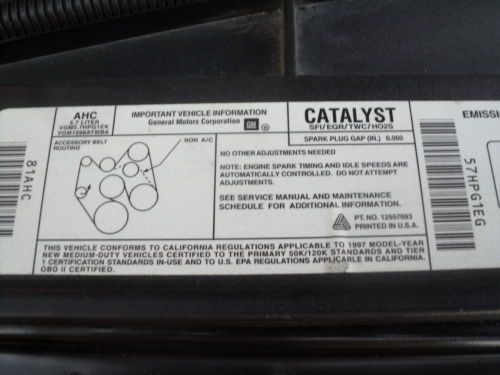 AHC
5.7 LITER
VGM5.7HPG1EK
VGM1098AYMBA
IMPORTANT VEHICLE INFORMATION
General Motors Corporation GM ®
CATALYST
SFI/EGR/TWC/HO2S
SPARK PLUG GAP (IN.) 0.060
EMISSI
ACCESSORY BELT
ROUTING
NON A/C
NO OTHER ADJUSTMENTS NEEDED
NOTE: ENGINE SPARK TIMING AND IDLE SPEEDS ARE
AUTOMATICALLY CONTROLLED. DO NOT ATTEMPT
ADJUSTMENTS.
SEE SERVICE MANUAL AND MAINTENANCE
SCHEDULE FOR ADDITIONAL INFORMATION.
PT. NO. 12557693
PRINTED IN U.S.A.
81AHC
57HPG1EG
THIS VEHICLE CONFORMS TO CALIFORNIA REGULATIONS APPLICABLE TO 1997 MODEL-YEAR
NEW MEDIUM-DUTY VEHICLES CERTIFIED TO THE PRIMARY 50K/120K STANDARDS AND TIER
1 CERTIFICATION STANDARDS IN-USE AND TO U.S. EPA REGULATIONS APPLICABLE IN CALIFORNIA.
OBD II CERTIFIED.